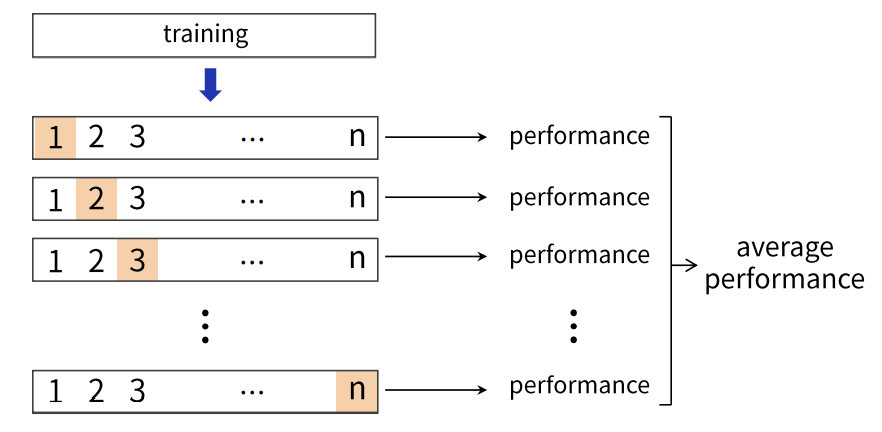 training
1 2 3 ... n performance
1 2 3 ... n performance
1 2 3 ... n performance
average
performance
1 2 3 ... n performance